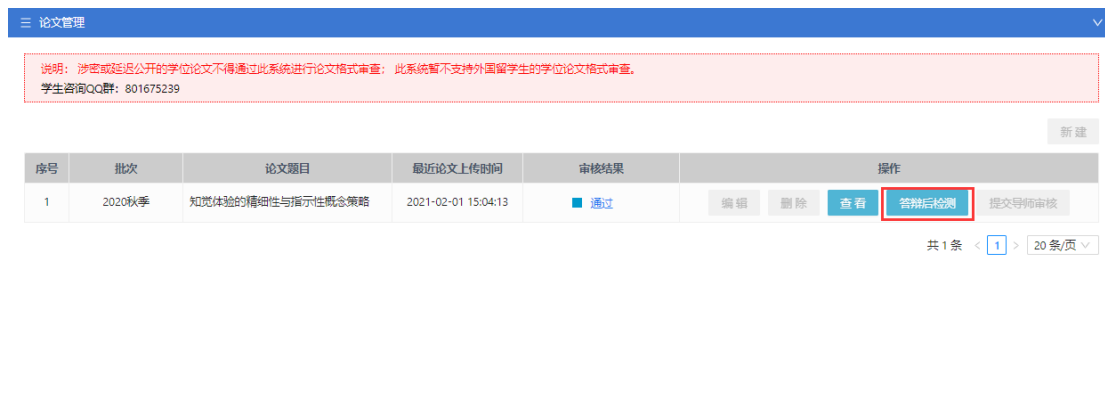 论文管理
说明： 涉密或延迟公开的学位论文不得通过此系统进行论文格式审查； 此系统暂不支持外国留学生的学位论文格式审查。
学生咨询QQ群：801675239
新 建
序号 批次 论文题目 最近论文上传时间 审核结果 操作
1 2020秋季 知觉体验的精细性与指示性概念策略 2021-02-01 15:04:13 通过 编 辑 删 除 查 看 答辩后检测 提交导师审核
共 1 条 < 1 > 20 条/页